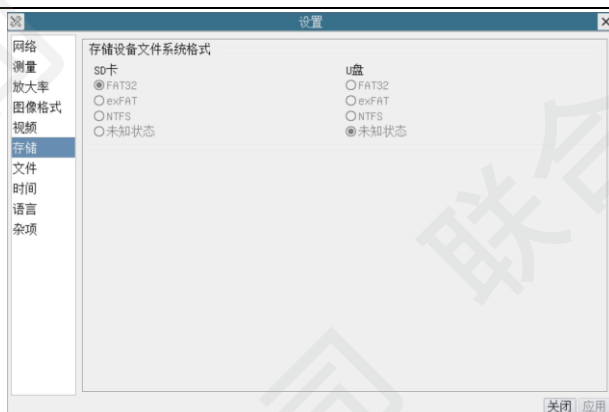 设置
网络
测量
放大率
图像格式
视频
存储
文件
时间
语言
杂项
存储设备文件系统格式
SD卡
FAT32
exFAT
NTFS
未知状态
U盘
FAT32
exFAT
NTFS
未知状态
关闭 应用
联合
司